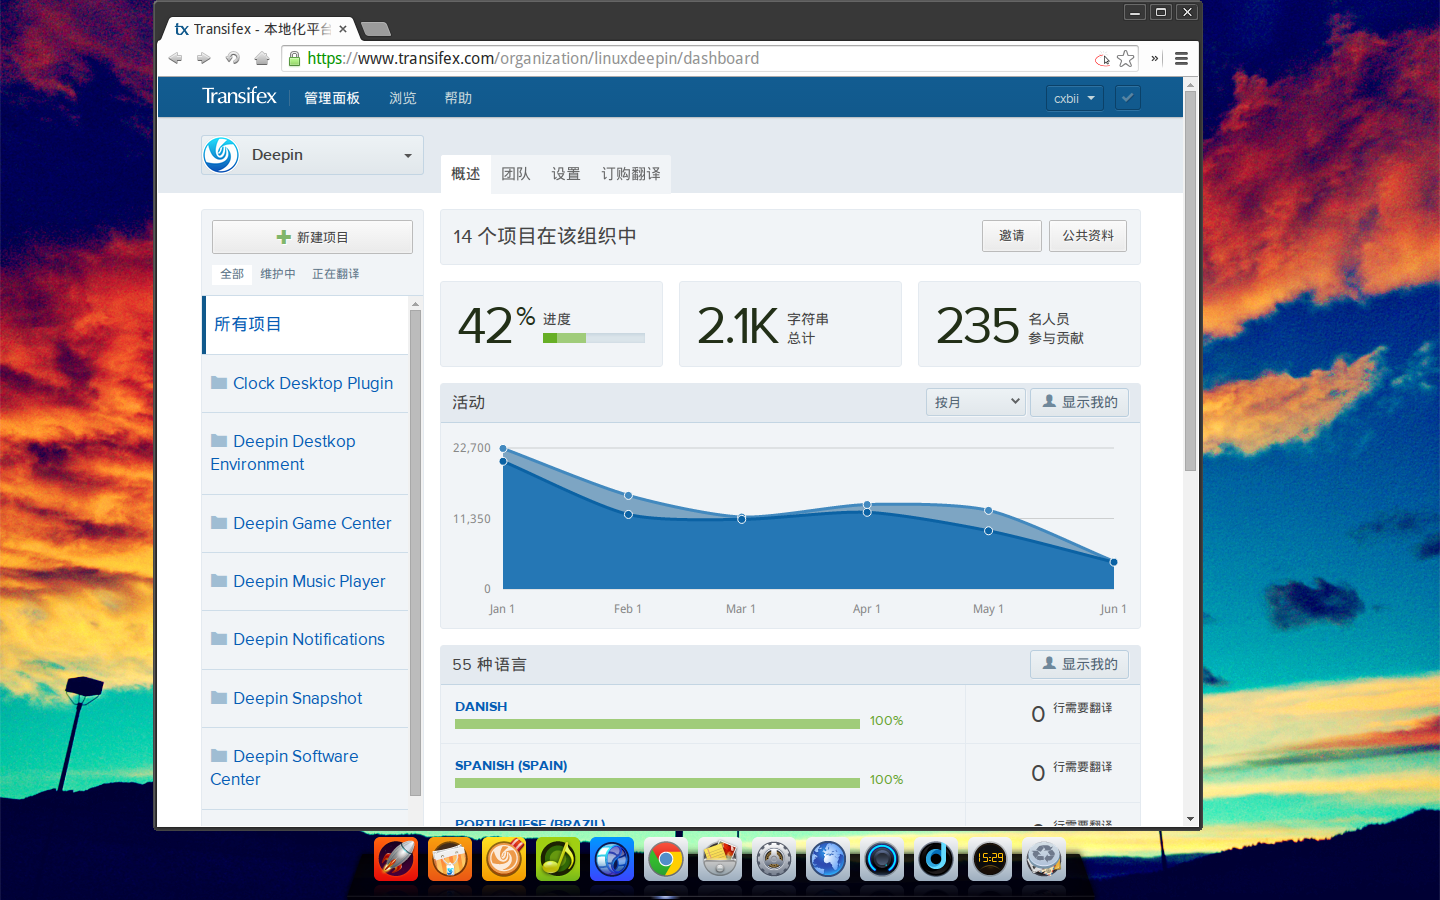 tx Transifex - 本地化平台
https://www.transifex.com/organization/linuxdeepin/dashboard
Transifex 管理面板 浏览 帮助 cxbii
Deepin
概述 团队 设置 订购翻译
新建项目
全部 维护中 正在翻译
所有项目
Clock Desktop Plugin
Deepin Destkop
Environment
Deepin Game Center
Deepin Music Player
Deepin Notifications
Deepin Snapshot
Deepin Software
Center
14 个项目在该组织中 邀请 公共资料
42% 进度
2.1K 字符串
总计
235 名人员
参与贡献
活动 按月 显示我的
22,700
11,350
0
Jan 1 Feb 1 Mar 1 Apr 1 May 1 Jun 1
55 种语言 显示我的
DANISH
100% 0 行需要翻译
SPANISH (SPAIN)
100% 0 行需要翻译
PORTUGUESE (BRAZIL)
行需要翻译
15:29